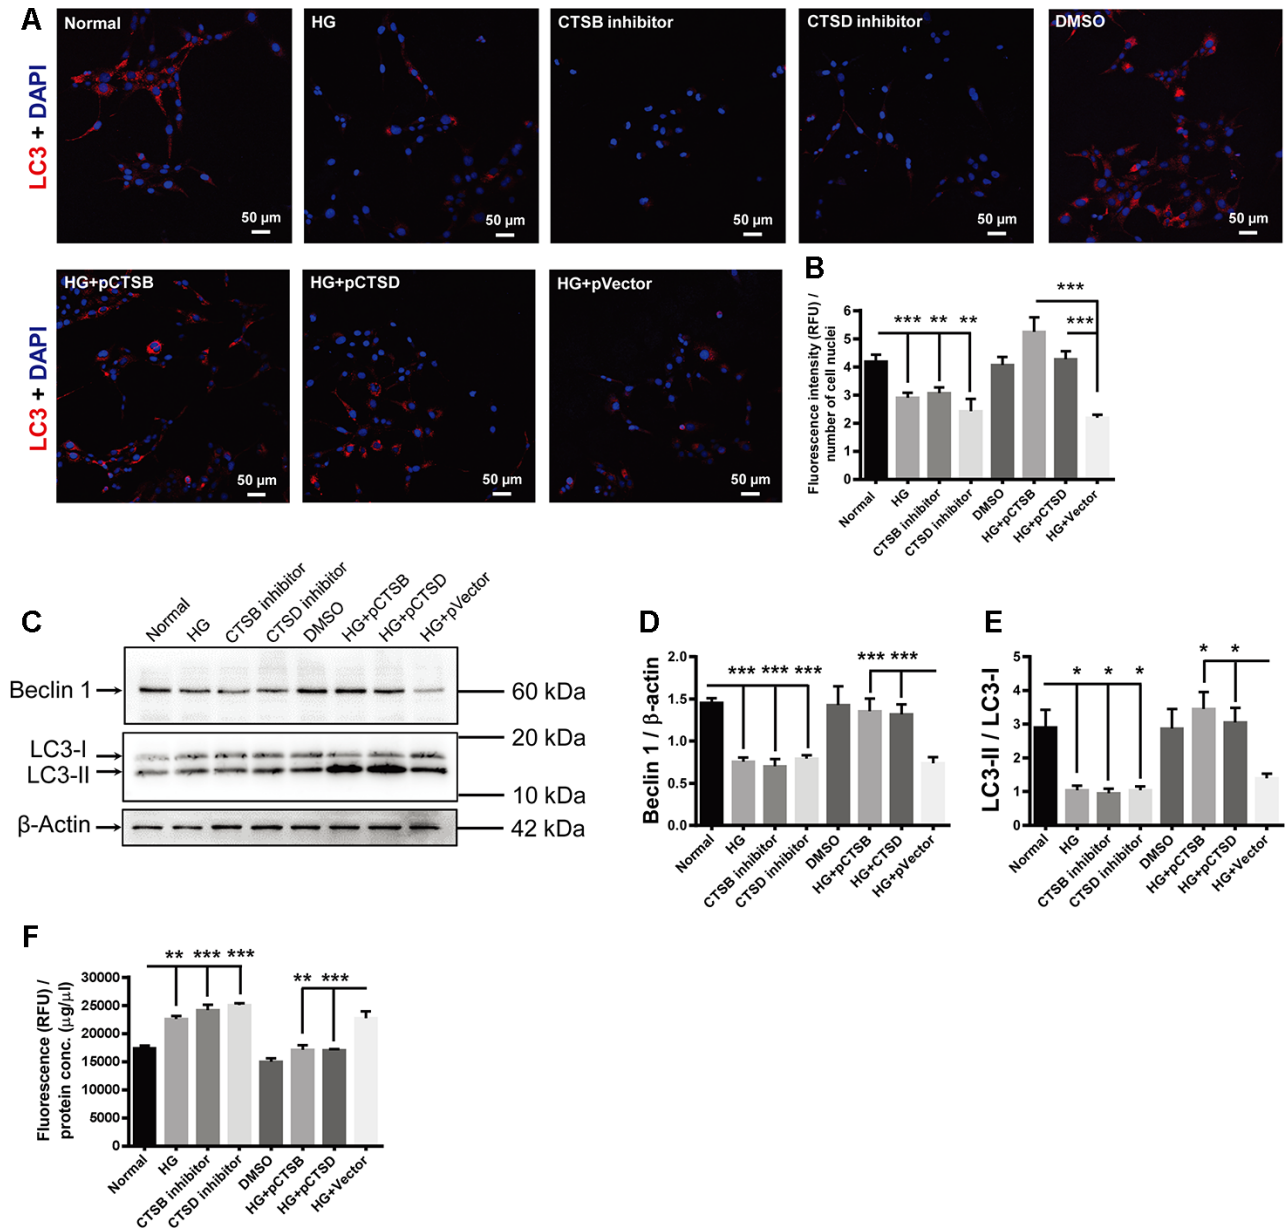 A
Normal
HG
CTSB inhibitor
CTSD inhibitor
DMSO
LC3 + DAPI
50 µm
50 µm
50 µm
50 µm
50 µm
HG+pCTSB
HG+pCTSD
HG+pVector
LC3 + DAPI
50 µm
50 µm
50 µm
B
Fluorescence intensity (RFU) /
number of cell nuclei
6
5
4
3
2
1
0
*** ** **
***
***
Normal
HG
CTSB inhibitor
CTSD inhibitor
DMSO
HG+pCTSB
HG+pCTSD
HG+Vector
C
Normal
HG
CTSB inhibitor
CTSD inhibitor
DMSO
HG+pCTSB
HG+pCTSD
HG+pVector
Beclin 1
60 kDa
LC3-I
20 kDa
LC3-II
10 kDa
β-Actin
42 kDa
D
Beclin 1 / β-actin
2.0
1.5
1.0
0.5
0.0
*** *** ***
*** ***
Normal
HG
CTSB inhibitor
CTSD inhibitor
DMSO
HG+pCTSB
HG+CTSD
HG+pVector
E
LC3-II / LC3-I
5
4
3
2
1
0
* * *
* *
Normal
HG
CTSB inhibitor
CTSD inhibitor
DMSO
HG+pCTSB
HG+pCTSD
HG+Vector
F
Fluorescence (RFU) /
protein conc. (µg/µl)
30000
25000
20000
15000
10000
5000
0
** *** ***
** ***
Normal
HG
CTSB inhibitor
CTSD inhibitor
DMSO
HG+pCTSB
HG+pCTSD
HG+Vector